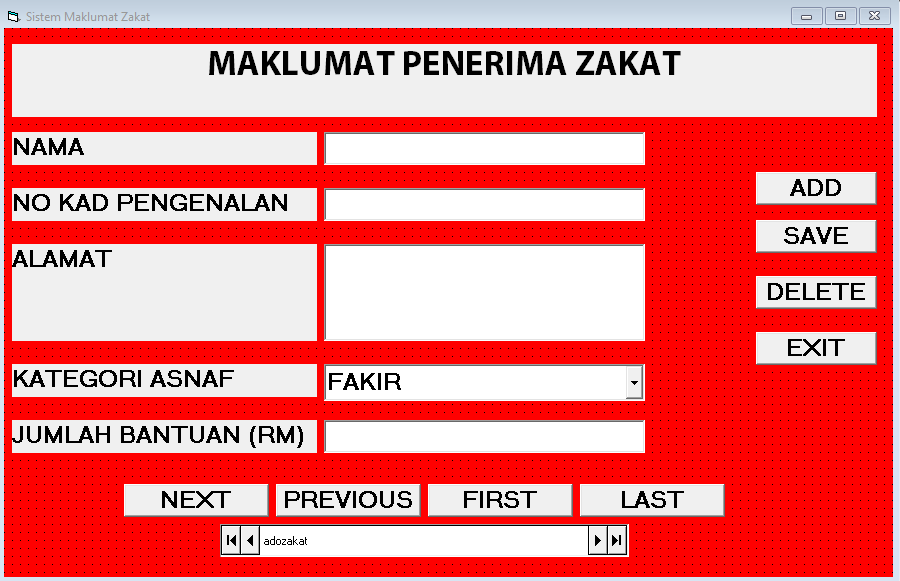 Sistem Maklumat Zakat
MAKLUMAT PENERIMA ZAKAT
NAMA
NO KAD PENGENALAN
ALAMAT
KATEGORI ASNAF
FAKIR
JUMLAH BANTUAN (RM)
ADD
SAVE
DELETE
EXIT
NEXT PREVIOUS FIRST LAST
adozakat